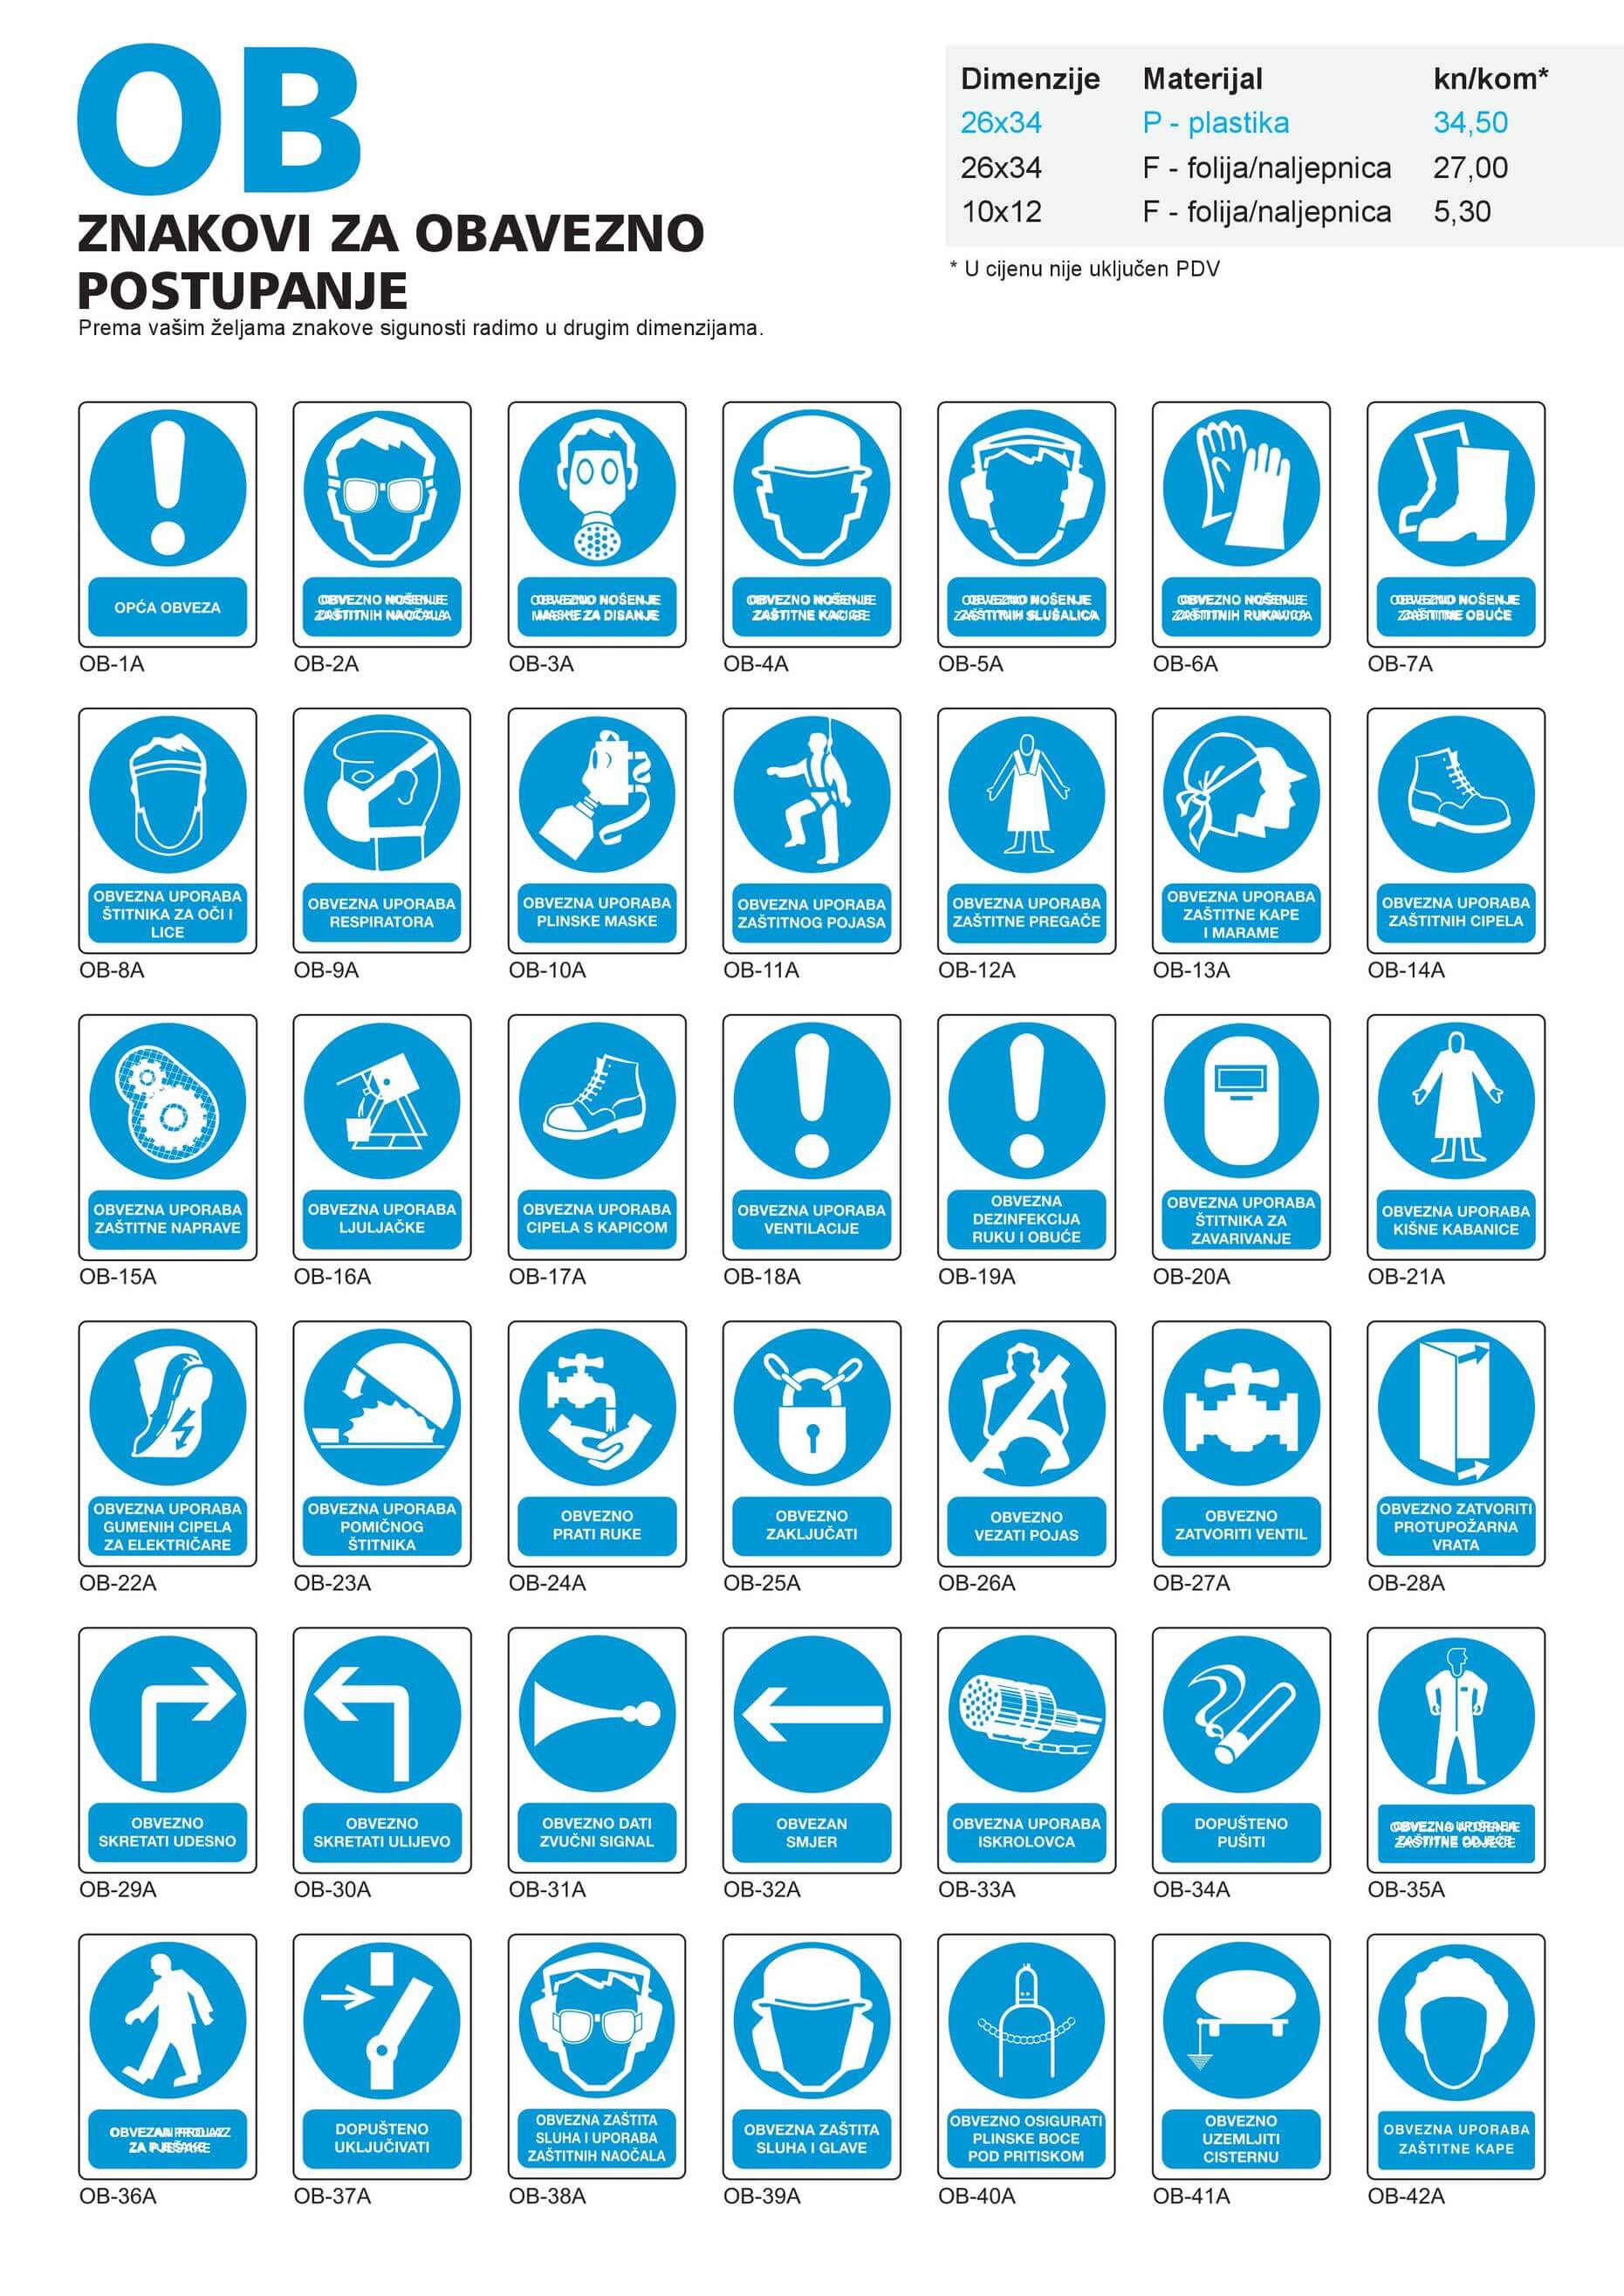 OB
ZNAKOVI ZA OBAVEZNO
POSTUPANJE
Prema vašim željama znakove sigunosti radimo u drugim dimenzijama.
Dimenzije Materijal kn/kom*
26x34 P - plastika 34,50
26x34 F - folija/naljepnica 27,00
10x12 F - folija/naljepnica 5,30
* U cijenu nije uključen PDV
OPĆA OBVEZA
OB-1A
OBVEZNO NOŠENJE
ZAŠTITNIH NAOČALA
OB-2A
OBVEZNO NOŠENJE
MASKE ZA DISANJE
OB-3A
OBVEZNO NOŠENJE
ZAŠTITNE KACIGE
OB-4A
OBVEZNO NOŠENJE
ZAŠTITNIH SLUŠALICA
OB-5A
OBVEZNO NOŠENJE
ZAŠTITNIH RUKAVICA
OB-6A
OBVEZNO NOŠENJE
ZAŠTITNE OBUĆE
OB-7A
OBVEZNA UPORABA
ŠTITNIKA ZA OČI I
LICE
OB-8A
OBVEZNA UPORABA
RESPIRATORA
OB-9A
OBVEZNA UPORABA
PLINSKE MASKE
OB-10A
OBVEZNA UPORABA
ZAŠTITNOG POJASA
OB-11A
OBVEZNA UPORABA
ZAŠTITNE PREGAČE
OB-12A
OBVEZNA UPORABA
ZAŠTITNE KAPE
I MARAME
OB-13A
OBVEZNA UPORABA
ZAŠTITNIH CIPELA
OB-14A
OBVEZNA UPORABA
ZAŠTITNE NAPRAVE
OB-15A
OBVEZNA UPORABA
LJULJAČKE
OB-16A
OBVEZNA UPORABA
CIPELA S KAPICOM
OB-17A
OBVEZNA UPORABA
VENTILACIJE
OB-18A
OBVEZNA
DEZINFEKCIJA
RUKU I OBUĆE
OB-19A
OBVEZNA UPORABA
ŠTITNIKA ZA
ZAVARIVANJE
OB-20A
OBVEZNA UPORABA
KIŠNE KABANICE
OB-21A
OBVEZNA UPORABA
GUMENIH CIPELA
ZA ELEKTRIČARE
OB-22A
OBVEZNA UPORABA
POMIČNOG
ŠTITNIKA
OB-23A
OBVEZNO
PRATI RUKE
OB-24A
OBVEZNO
ZAKLJUČATI
OB-25A
OBVEZNO
VEZATI POJAS
OB-26A
OBVEZNO
ZATVORITI VENTIL
OB-27A
OBVEZNO ZATVORITI
PROTUPOŽARNA
VRATA
OB-28A
OBVEZNO
SKRETATI UDESNO
OB-29A
OBVEZNO
SKRETATI ULIJEVO
OB-30A
OBVEZNO DATI
ZVUČNI SIGNAL
OB-31A
OBVEZAN
SMJER
OB-32A
OBVEZNA UPORABA
ISKROLOVCA
OB-33A
DOPUŠTENO
PUŠITI
OB-34A
ZAŠTITNE ODJEĆE
OB-35A
OBVEZAN PROLAZ
ZA PJEŠAKE
OB-36A
DOPUŠTENO
UKLJUČIVATI
OB-37A
OBVEZNA ZAŠTITA
SLUHA I UPORABA
ZAŠTITNIH NAOČALA
OB-38A
OBVEZNA ZAŠTITA
SLUHA I GLAVE
OB-39A
OBVEZNO OSIGURATI
PLINSKE BOCE
POD PRITISKOM
OB-40A
OBVEZNO
UZEMLJITI
CISTERNU
OB-41A
OBVEZNA UPORABA
ZAŠTITNE KAPE
OB-42A